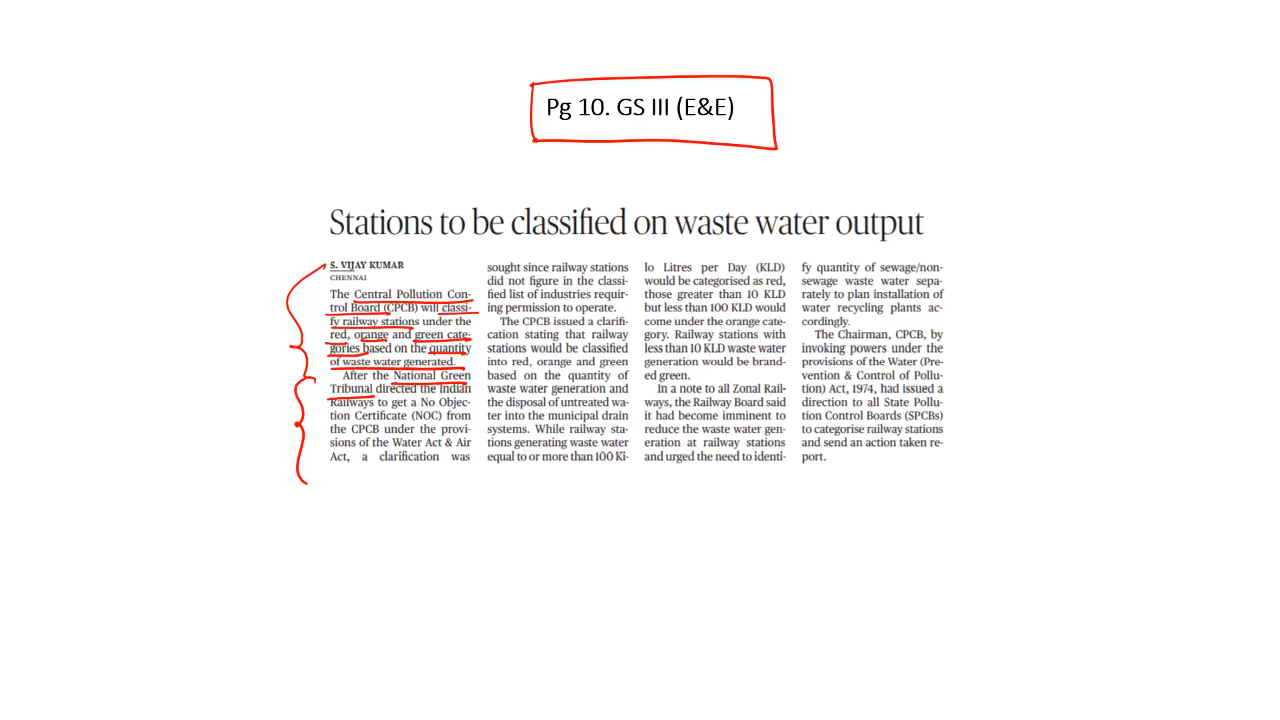 Pg 10. GS III (E&E)
Stations to be classified on waste water output
S. VIJAY KUMAR
CHENNAI
The Central Pollution Con-
trol Board (CPCB) will classi-
fy railway stations under the
red, orange and green cate-
gories based on the quantity
of waste water generated.
After the National Green
Tribunal directed the Indian
Railways to get a No Objec-
tion Certificate (NOC) from
the CPCB under the provi-
sions of the Water Act & Air
Act, a clarification was
sought since railway stations
did not figure in the classi-
fied list of industries requir-
ing permission to operate.
The CPCB issued a clarifi-
cation stating that railway
stations would be classified
into red, orange and green
based on the quantity of
waste water generation and
the disposal of untreated wa-
ter into the municipal drain
systems. While railway sta-
tions generating waste water
equal to or more than 100 Ki-
lo Litres per Day (KLD)
would be categorised as red,
those greater than 10 KLD
but less than 100 KLD would
come under the orange cate-
gory. Railway stations with
less than 10 KLD waste water
generation would be brand-
ed green.
In a note to all Zonal Rail-
ways, the Railway Board said
it had become imminent to
reduce the waste water gen-
eration at railway stations
and urged the need to identi-
fy quantity of sewage/non-
sewage waste water sepa-
rately to plan installation of
water recycling plants ac-
cordingly.
The Chairman, CPCB, by
invoking powers under the
provisions of the Water (Pre-
vention & Control of Pollu-
tion) Act, 1974, had issued a
direction to all State Pollu-
tion Control Boards (SPCBs)
to categorise railway stations
and send an action taken re-
port.